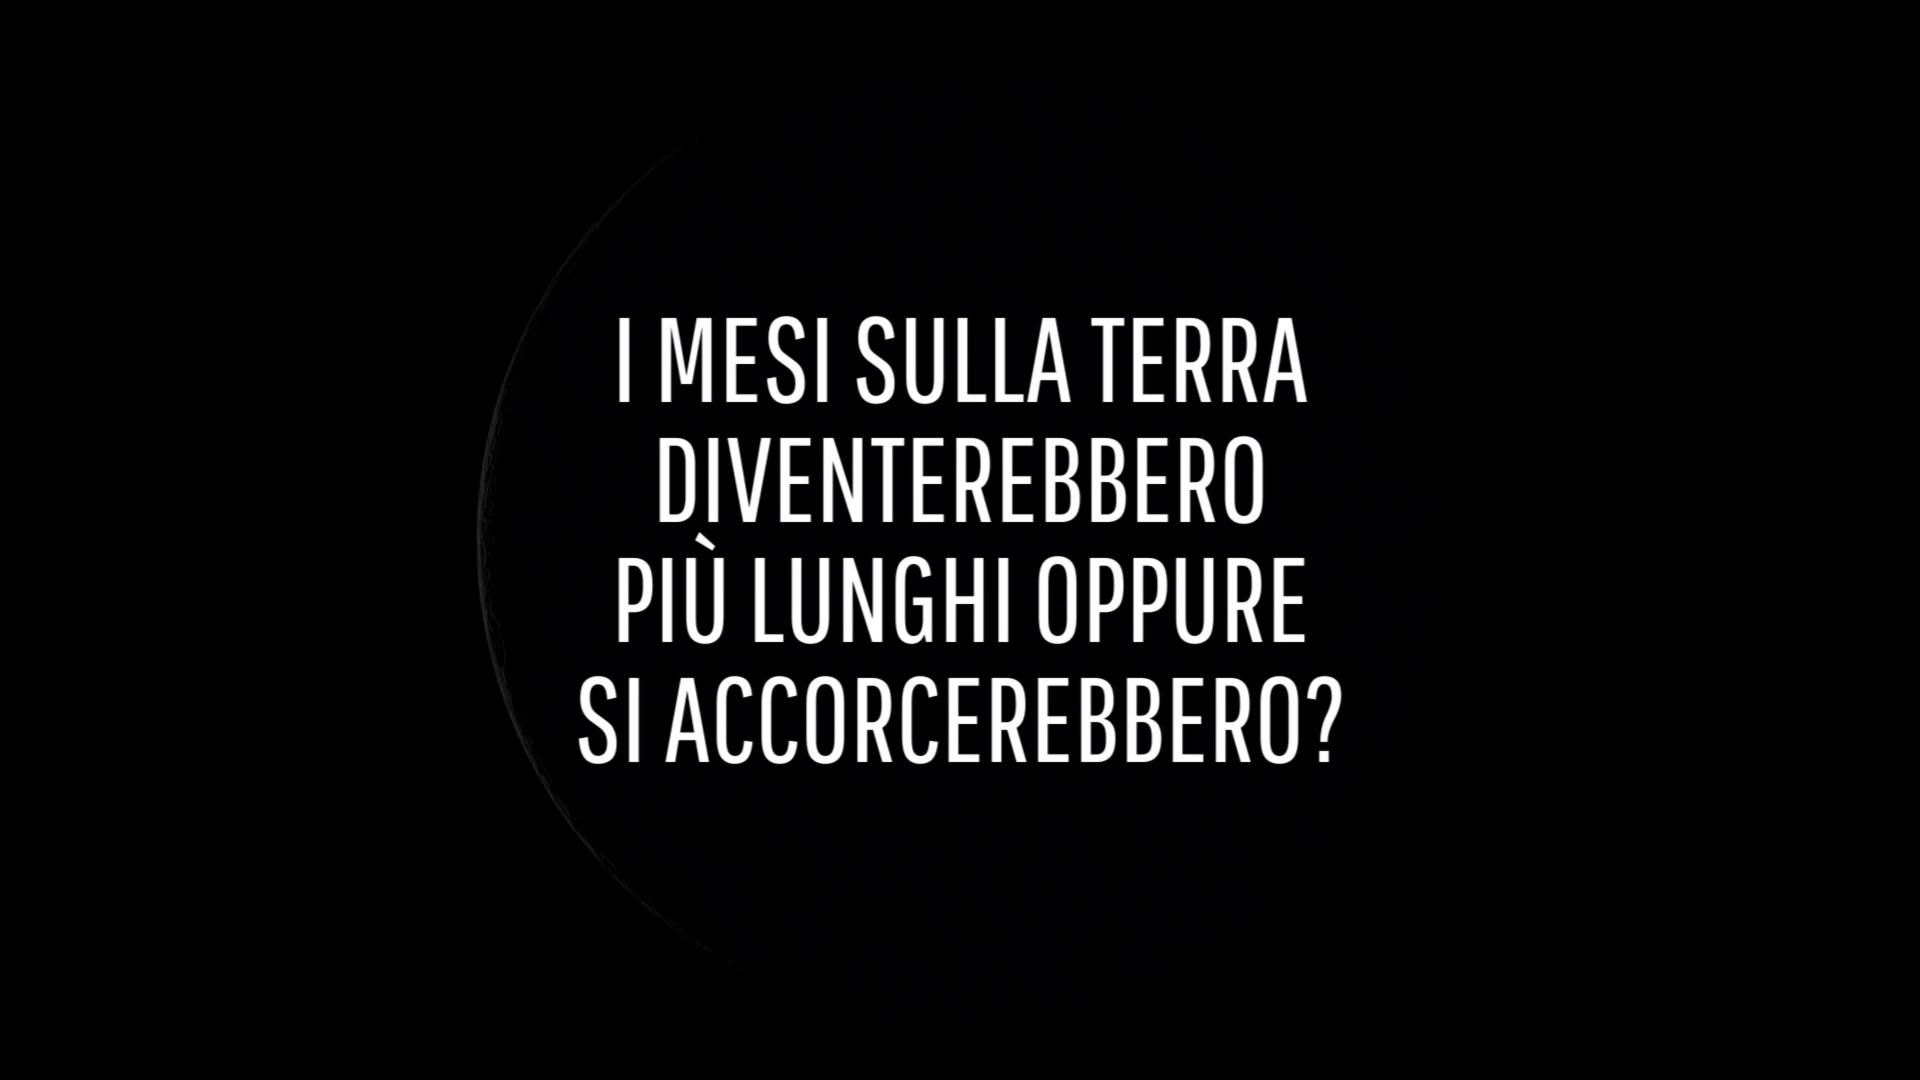 I MESI SULLA TERRA
DIVENTEREBBERO
PIÙ LUNGHI OPPURE
SI ACCORCEREBBERO?